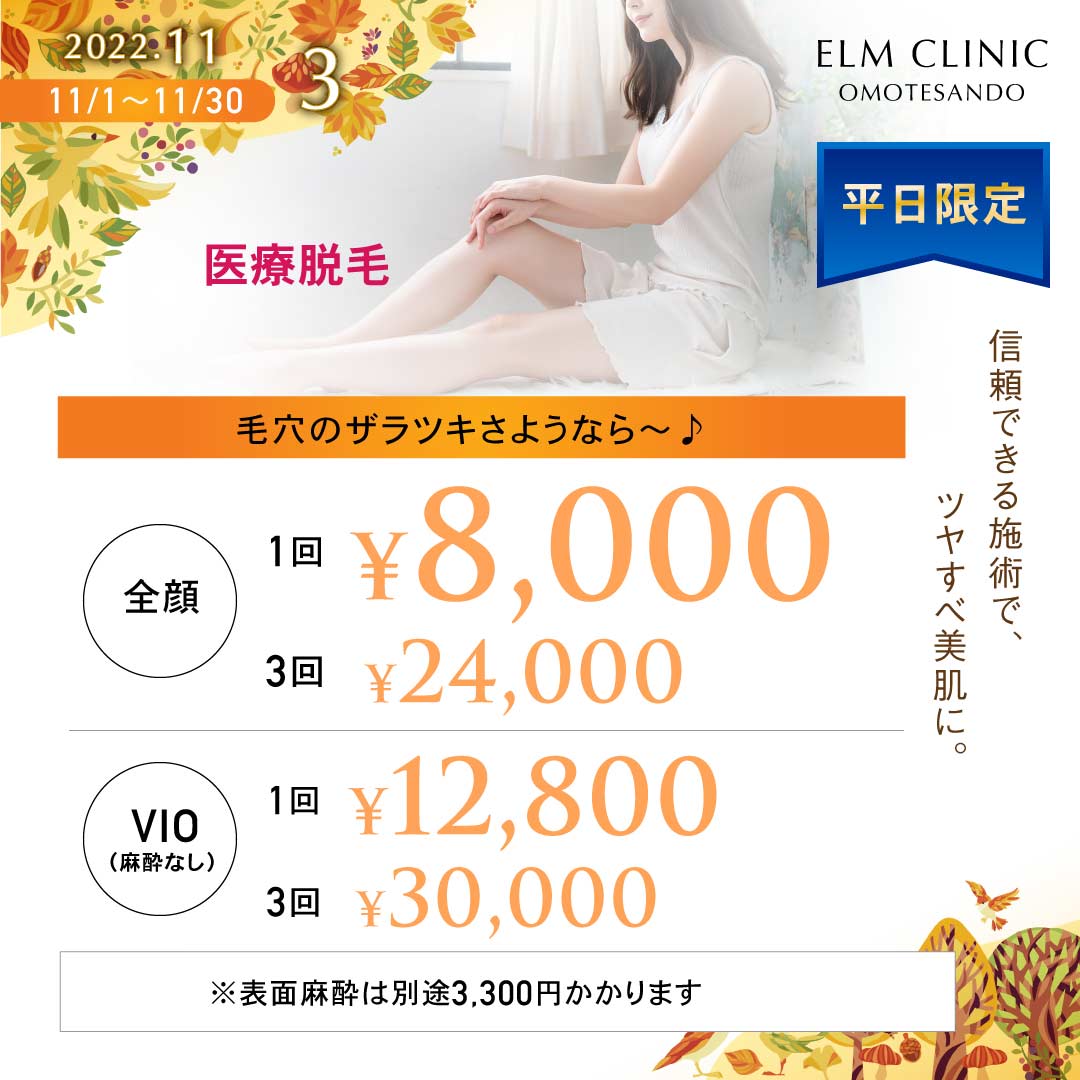 2022.11
11/1〜11/30
3
ELM CLINIC
OMOTESANDO
平日限定
医療脱毛
信頼できる施術で、
ツヤすべ美肌に。
毛穴のザラツキさようなら〜♪
全顔
1回 ¥8,000
3回 ¥24,000
VIO
（麻酔なし）
1回 ¥12,800
3回 ¥30,000
※表面麻酔は別途3,300円かかります